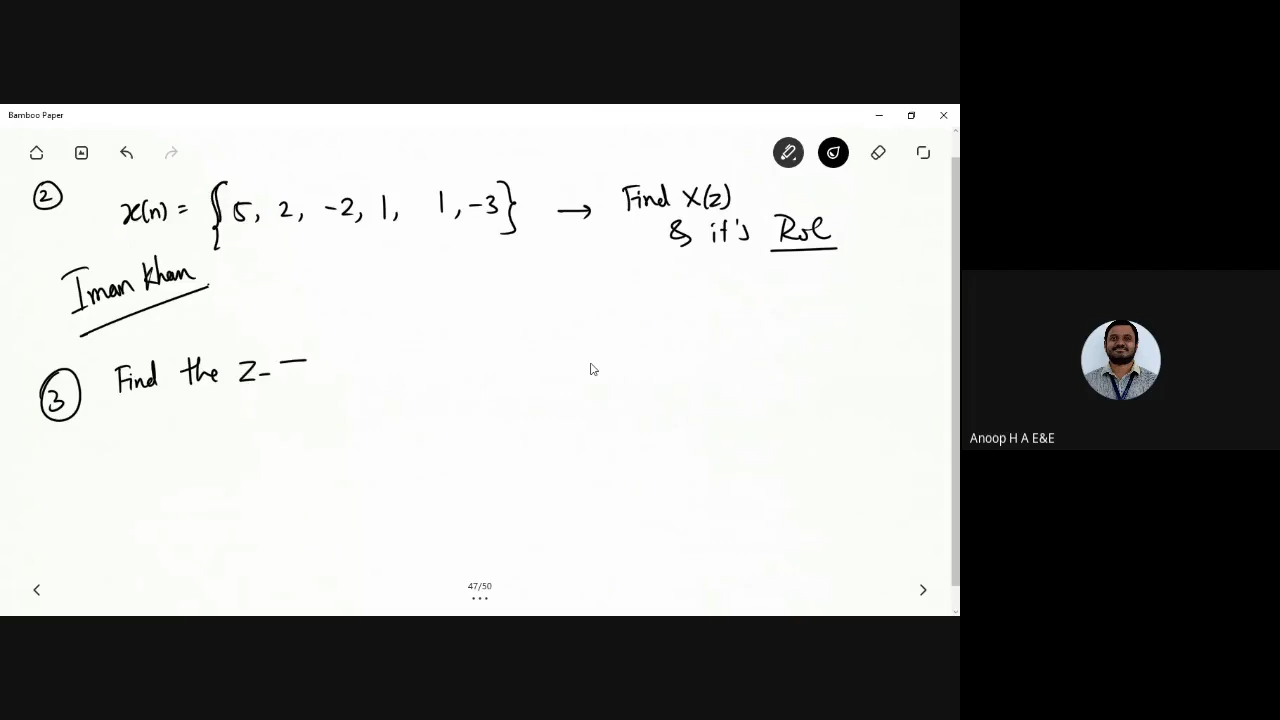 Bamboo Paper
②
x(n) = {5, 2, -2, 1, 1, -3} → Find X(z)
& it's RoC
Iman Khan
③ Find the Z-
47/50
Anoop H A E&E